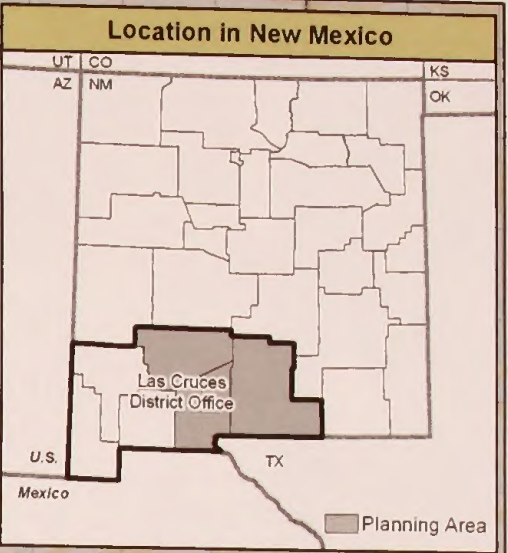 Location in New Mexico
UT CO
KS
AZ NM
OK
Las Cruces
District Office
U.S.
TX
Mexico
Planning Area